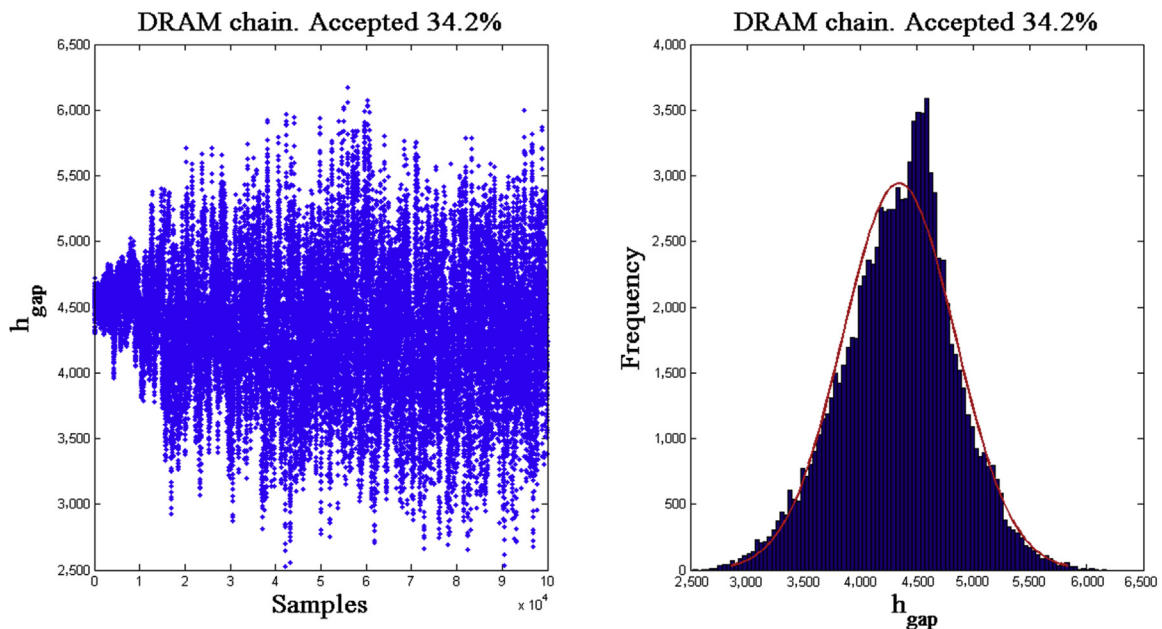 DRAM chain. Accepted 34.2%
6,500
6,000
5,500
5,000
4,500
4,000
3,500
3,000
2,500
h_gap
0 1 2 3 4 5 6 7 8 9 10
Samples
x 10^4
DRAM chain. Accepted 34.2%
4,000
3,500
3,000
2,500
2,000
1,500
1,000
500
0
Frequency
2,500 3,000 3,500 4,000 4,500 5,000 5,500 6,000 6,500
h_gap